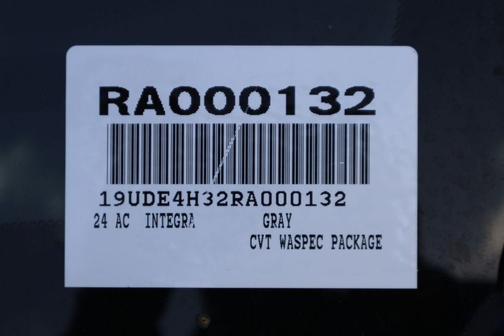 RA000132
19UDE4H32RA000132
24 AC INTEGRA GRAY
CVT WASPEC PACKAGE